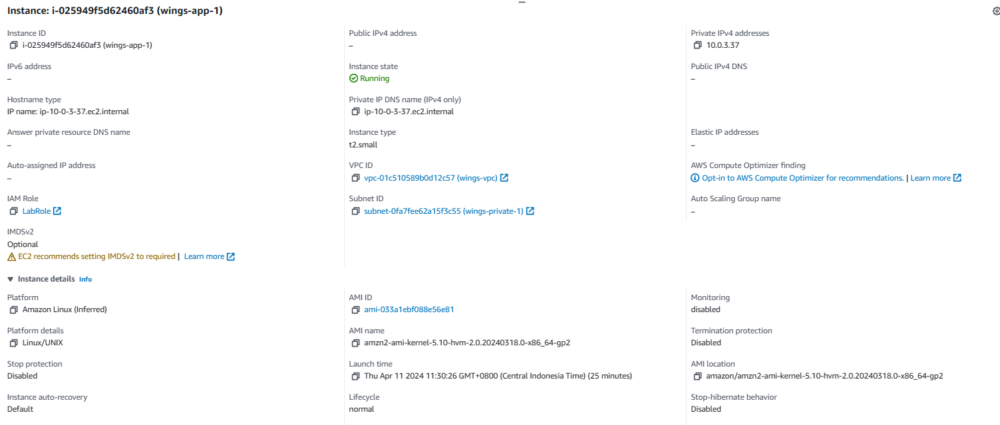 Instance: i-025949f5d62460af3 (wings-app-1)
Instance ID
i-025949f5d62460af3 (wings-app-1)
Public IPv4 address
–
Private IPv4 addresses
10.0.3.37
IPv6 address
–
Instance state
Running
Public IPv4 DNS
–
Hostname type
IP name: ip-10-0-3-37.ec2.internal
Private IP DNS name (IPv4 only)
ip-10-0-3-37.ec2.internal
Answer private resource DNS name
–
Instance type
t2.small
Elastic IP addresses
–
Auto-assigned IP address
–
VPC ID
vpc-01c510589b0d12c57 (wings-vpc)
AWS Compute Optimizer finding
Opt-in to AWS Compute Optimizer for recommendations. | Learn more
IAM Role
LabRole
Subnet ID
subnet-0fa7fee62a15f3c55 (wings-private-1)
Auto Scaling Group name
–
IMDSv2
Optional
EC2 recommends setting IMDSv2 to required | Learn more
Instance details Info
Platform
Amazon Linux (Inferred)
AMI ID
ami-033a1ebf088e56e81
Monitoring
disabled
Platform details
Linux/UNIX
AMI name
amzn2-ami-kernel-5.10-hvm-2.0.20240318.0-x86_64-gp2
Termination protection
Disabled
Stop protection
Disabled
Launch time
Thu Apr 11 2024 11:30:26 GMT+0800 (Central Indonesia Time) (25 minutes)
AMI location
amazon/amzn2-ami-kernel-5.10-hvm-2.0.20240318.0-x86_64-gp2
Instance auto-recovery
Default
Lifecycle
normal
Stop-hibernate behavior
Disabled